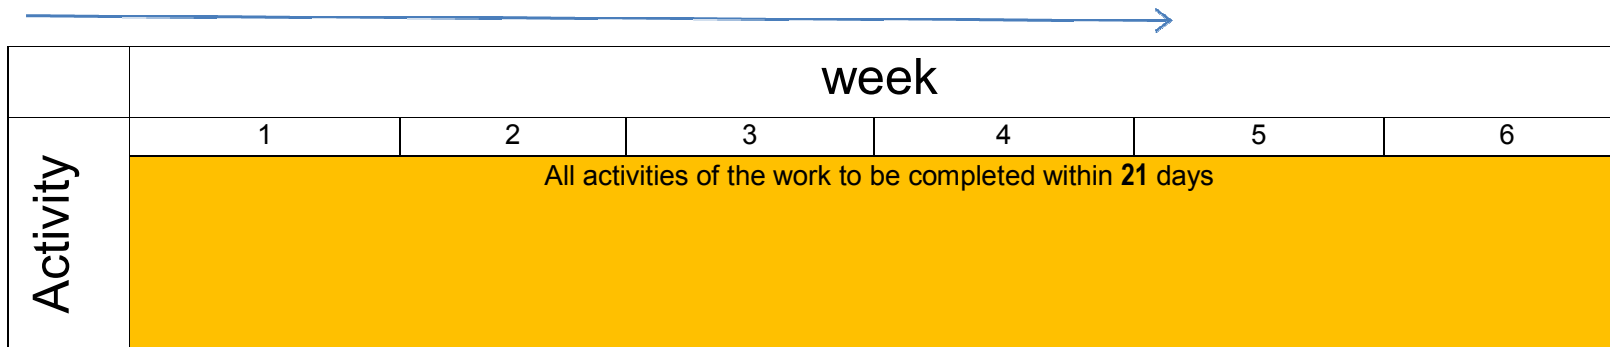 week
1 2 3 4 5 6
Activity
All activities of the work to be completed within 21 days